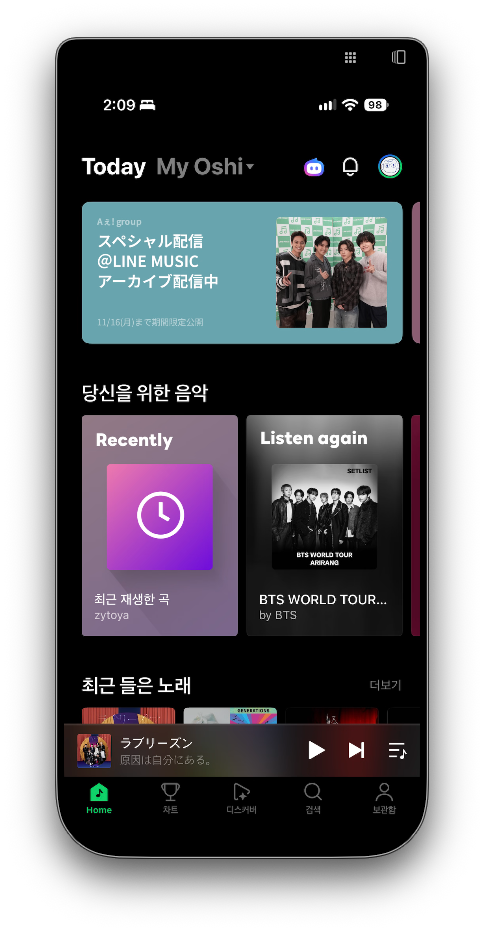 2:09
98
Today My Oshi
Aぇ! group
スペシャル配信
@LINE MUSIC
アーカイブ配信中
11/16(月)まで期間限定公開
당신을 위한 음악
Recently
최근 재생한 곡
zytoya
Listen again
SETLIST
BTS WORLD TOUR
ARIRANG
BTS WORLD TOUR...
by BTS
최근 들은 노래
더보기
GENERATIONS
ラブリーズン
原因は自分にある。
Home
차트
디스커버
검색
보관함